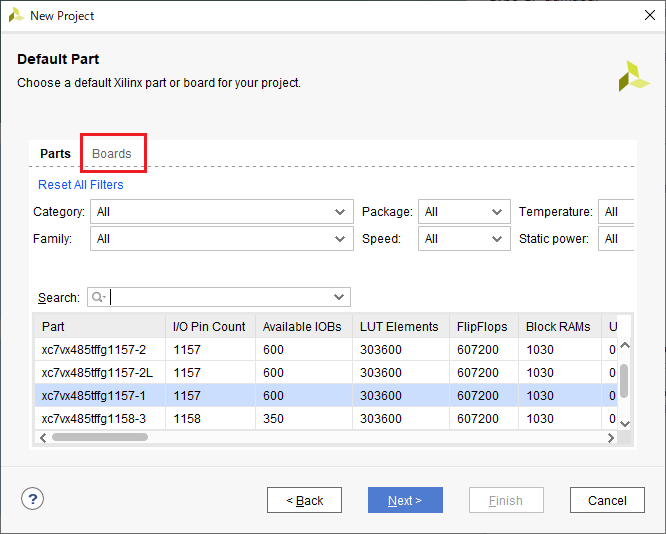 New Project
Default Part
Choose a default Xilinx part or board for your project.
Parts Boards
Reset All Filters
Category: All Package: All Temperature: All
Family: All Speed: All Static power: All
Search:
Part I/O Pin Count Available IOBs LUT Elements FlipFlops Block RAMs U
xc7vx485tffg1157-2 1157 600 303600 607200 1030 0
xc7vx485tffg1157-2L 1157 600 303600 607200 1030 0
xc7vx485tffg1157-1 1157 600 303600 607200 1030 0
xc7vx485tffg1158-3 1158 350 303600 607200 1030 0
? < Back Next > Finish Cancel